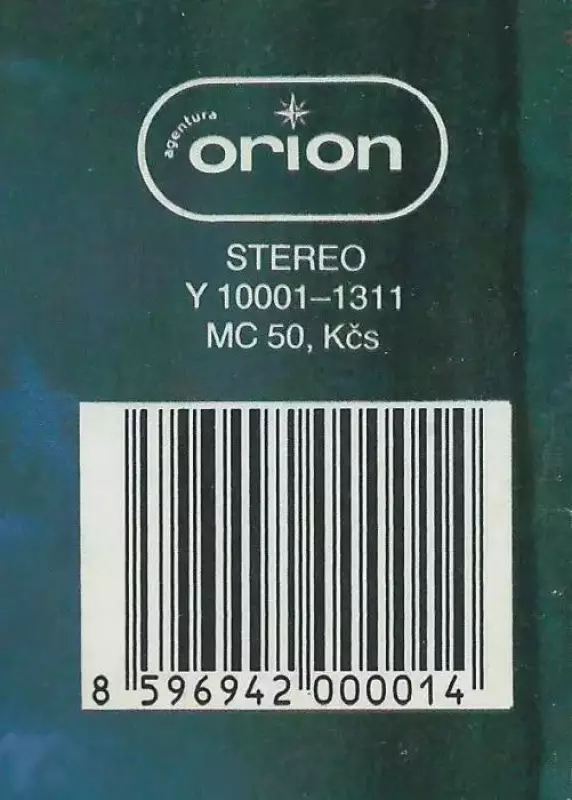 agentura
orion
STEREO
Y 10001–1311
MC 50, Kčs
8 596942 000014